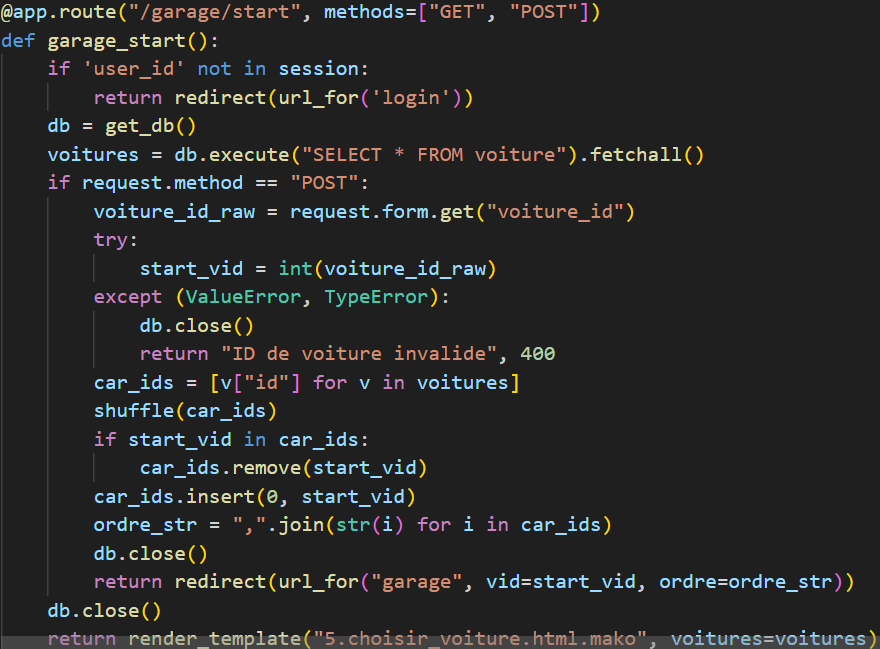 @app.route("/garage/start", methods=["GET", "POST"])
def garage_start():
    if 'user_id' not in session:
        return redirect(url_for('login'))
    db = get_db()
    voitures = db.execute("SELECT * FROM voiture").fetchall()
    if request.method == "POST":
        voiture_id_raw = request.form.get("voiture_id")
        try:
            start_vid = int(voiture_id_raw)
        except (ValueError, TypeError):
            db.close()
            return "ID de voiture invalide", 400
        car_ids = [v["id"] for v in voitures]
        shuffle(car_ids)
        if start_vid in car_ids:
            car_ids.remove(start_vid)
        car_ids.insert(0, start_vid)
        ordre_str = ",".join(str(i) for i in car_ids)
        db.close()
        return redirect(url_for("garage", vid=start_vid, ordre=ordre_str))
    db.close()
    return render_template("5.choisir_voiture.html.mako", voitures=voitures)